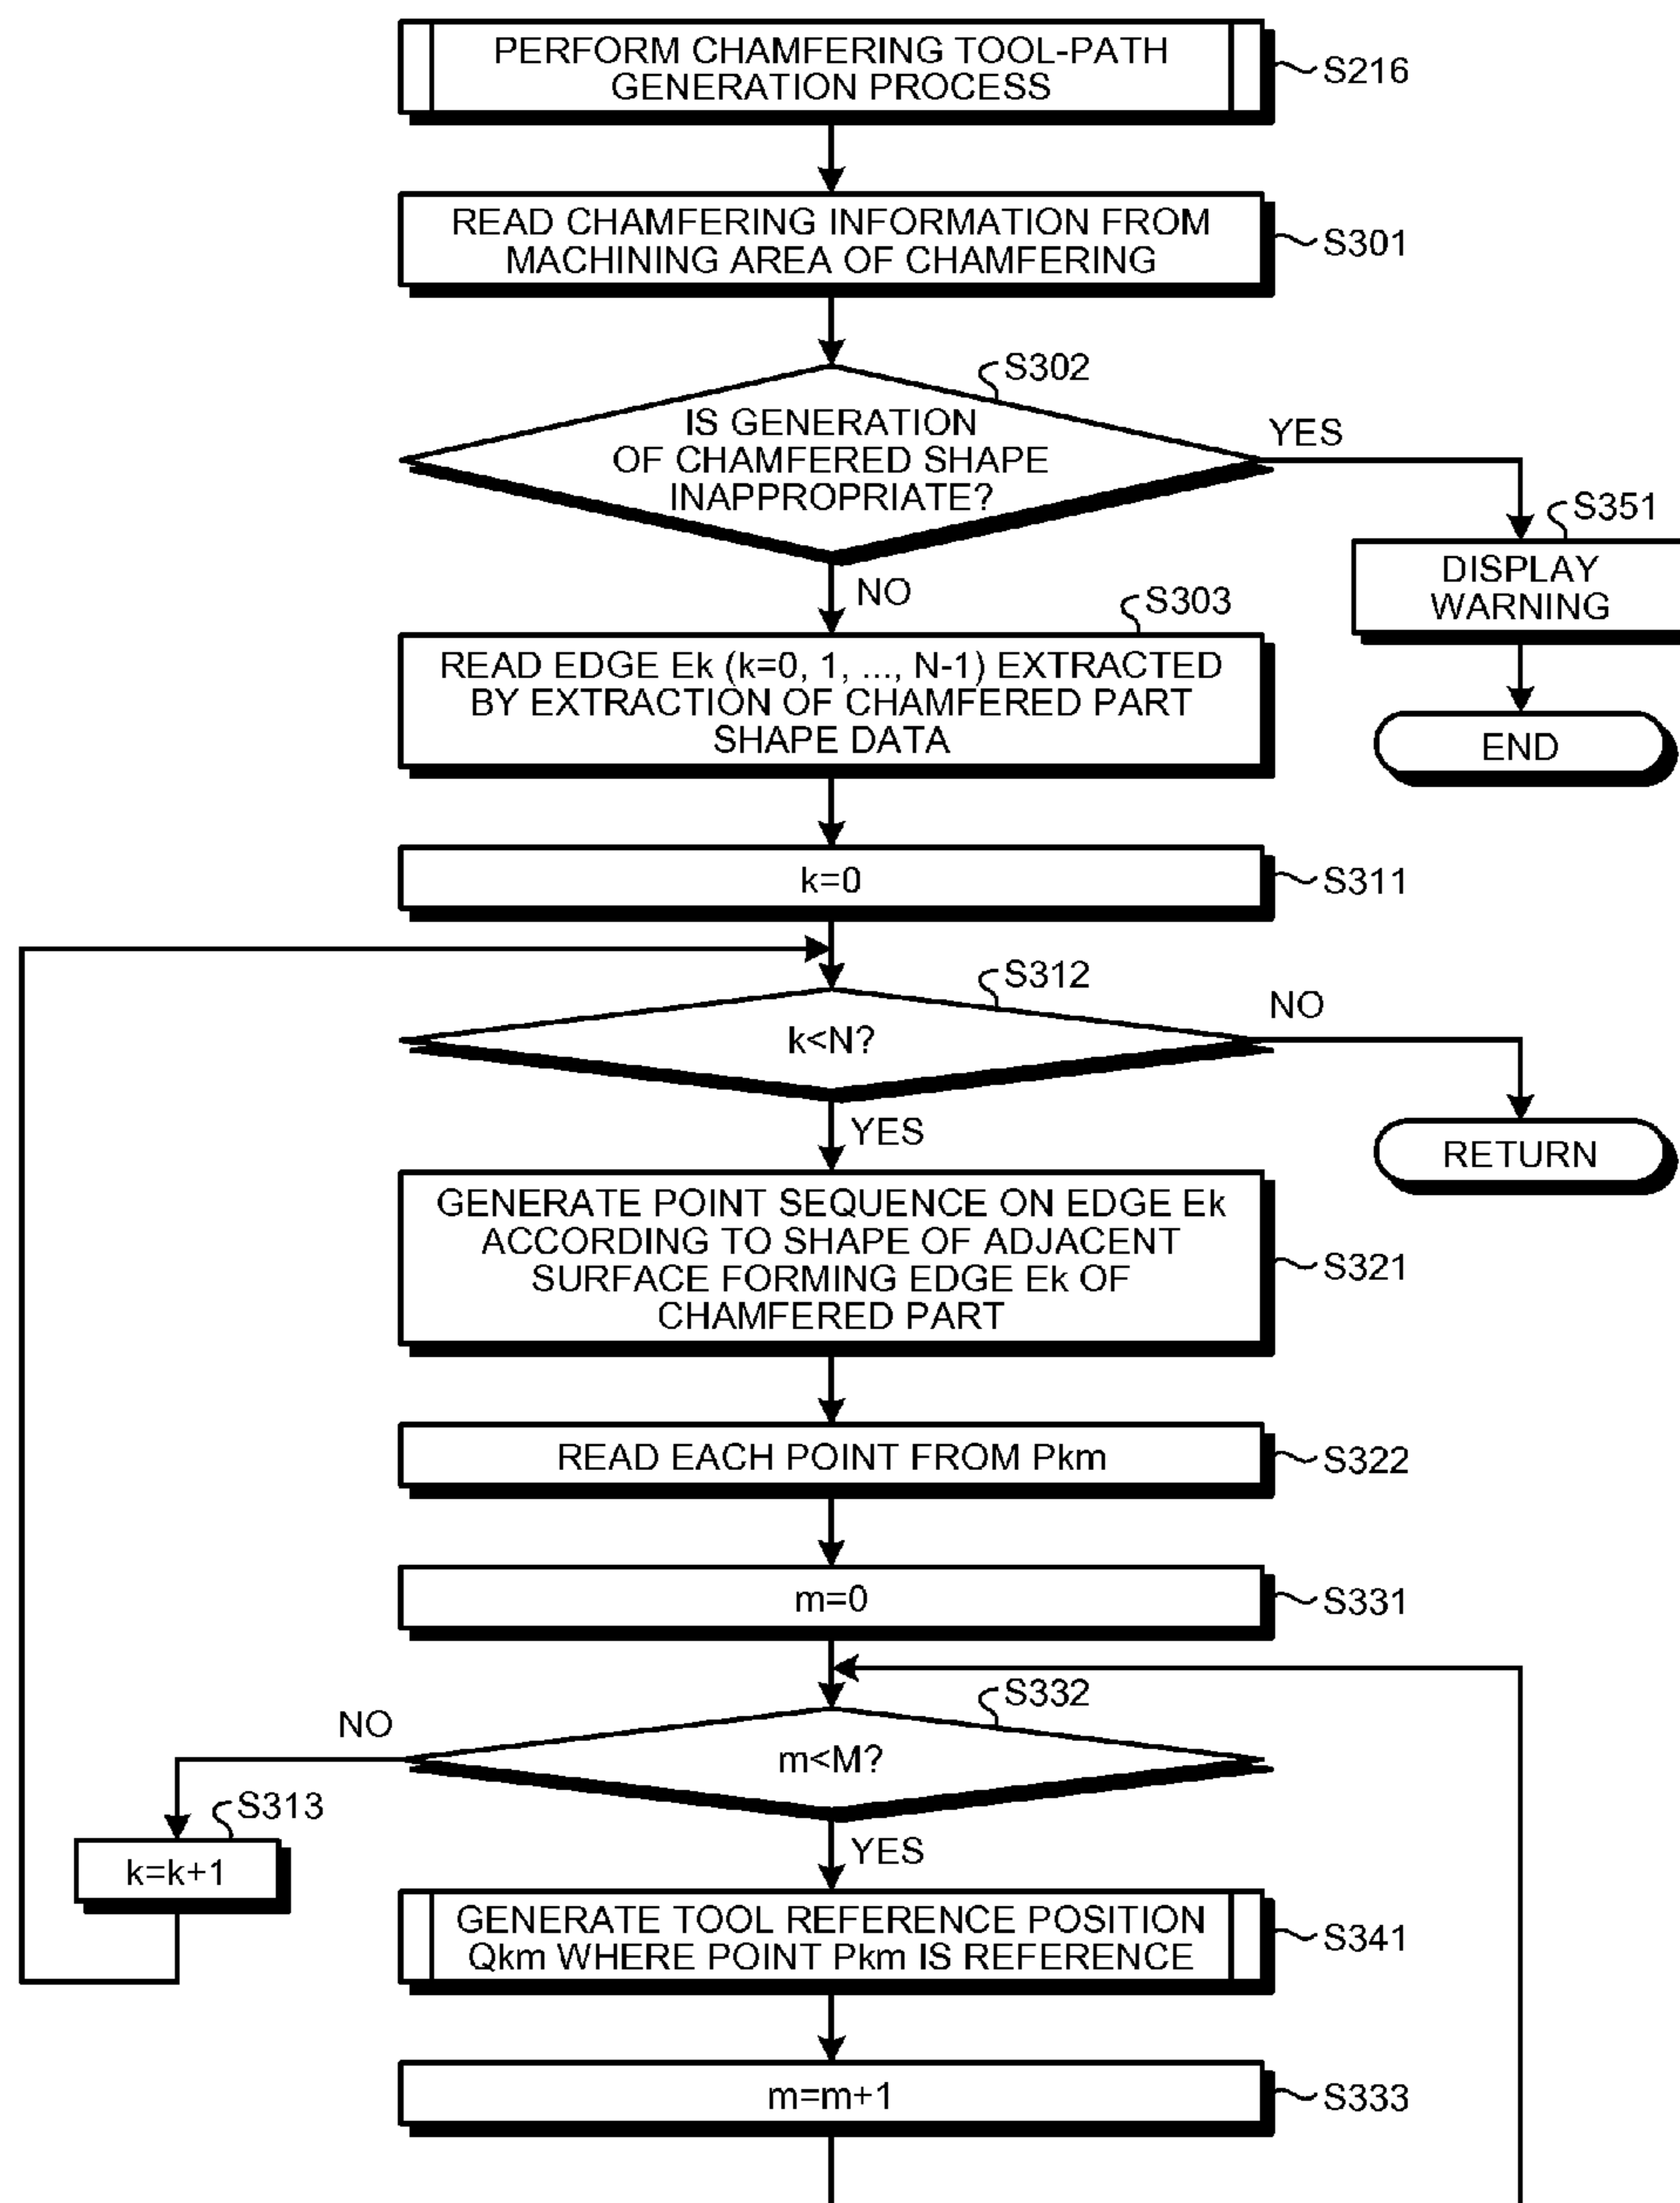 PERFORM CHAMFERING TOOL-PATH
GENERATION PROCESS
S216
READ CHAMFERING INFORMATION FROM
MACHINING AREA OF CHAMFERING
S301
S302
IS GENERATION
OF CHAMFERED SHAPE
INAPPROPRIATE?
YES
S351
DISPLAY
WARNING
END
NO
S303
READ EDGE Ek (k=0, 1, ..., N-1) EXTRACTED
BY EXTRACTION OF CHAMFERED PART
SHAPE DATA
k=0
S311
S312
k<N?
NO
RETURN
YES
GENERATE POINT SEQUENCE ON EDGE Ek
ACCORDING TO SHAPE OF ADJACENT
SURFACE FORMING EDGE Ek OF
CHAMFERED PART
S321
READ EACH POINT FROM Pkm
S322
m=0
S331
S332
m<M?
NO
S313
k=k+1
YES
GENERATE TOOL REFERENCE POSITION
Qkm WHERE POINT Pkm IS REFERENCE
S341
m=m+1
S333